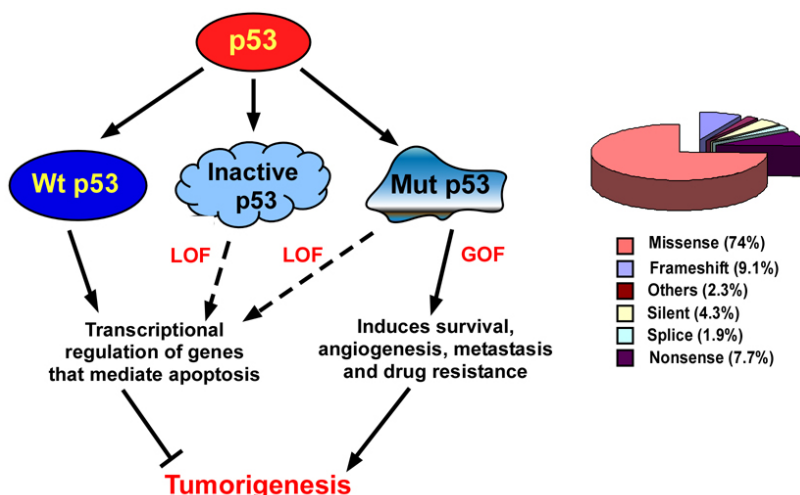 p53
Wt p53
Inactive
p53
Mut p53
LOF
LOF
GOF
Transcriptional
regulation of genes
that mediate apoptosis
Induces survival,
angiogenesis, metastasis
and drug resistance
Tumorigenesis
Missense (74%)
Frameshift (9.1%)
Others (2.3%)
Silent (4.3%)
Splice (1.9%)
Nonsense (7.7%)